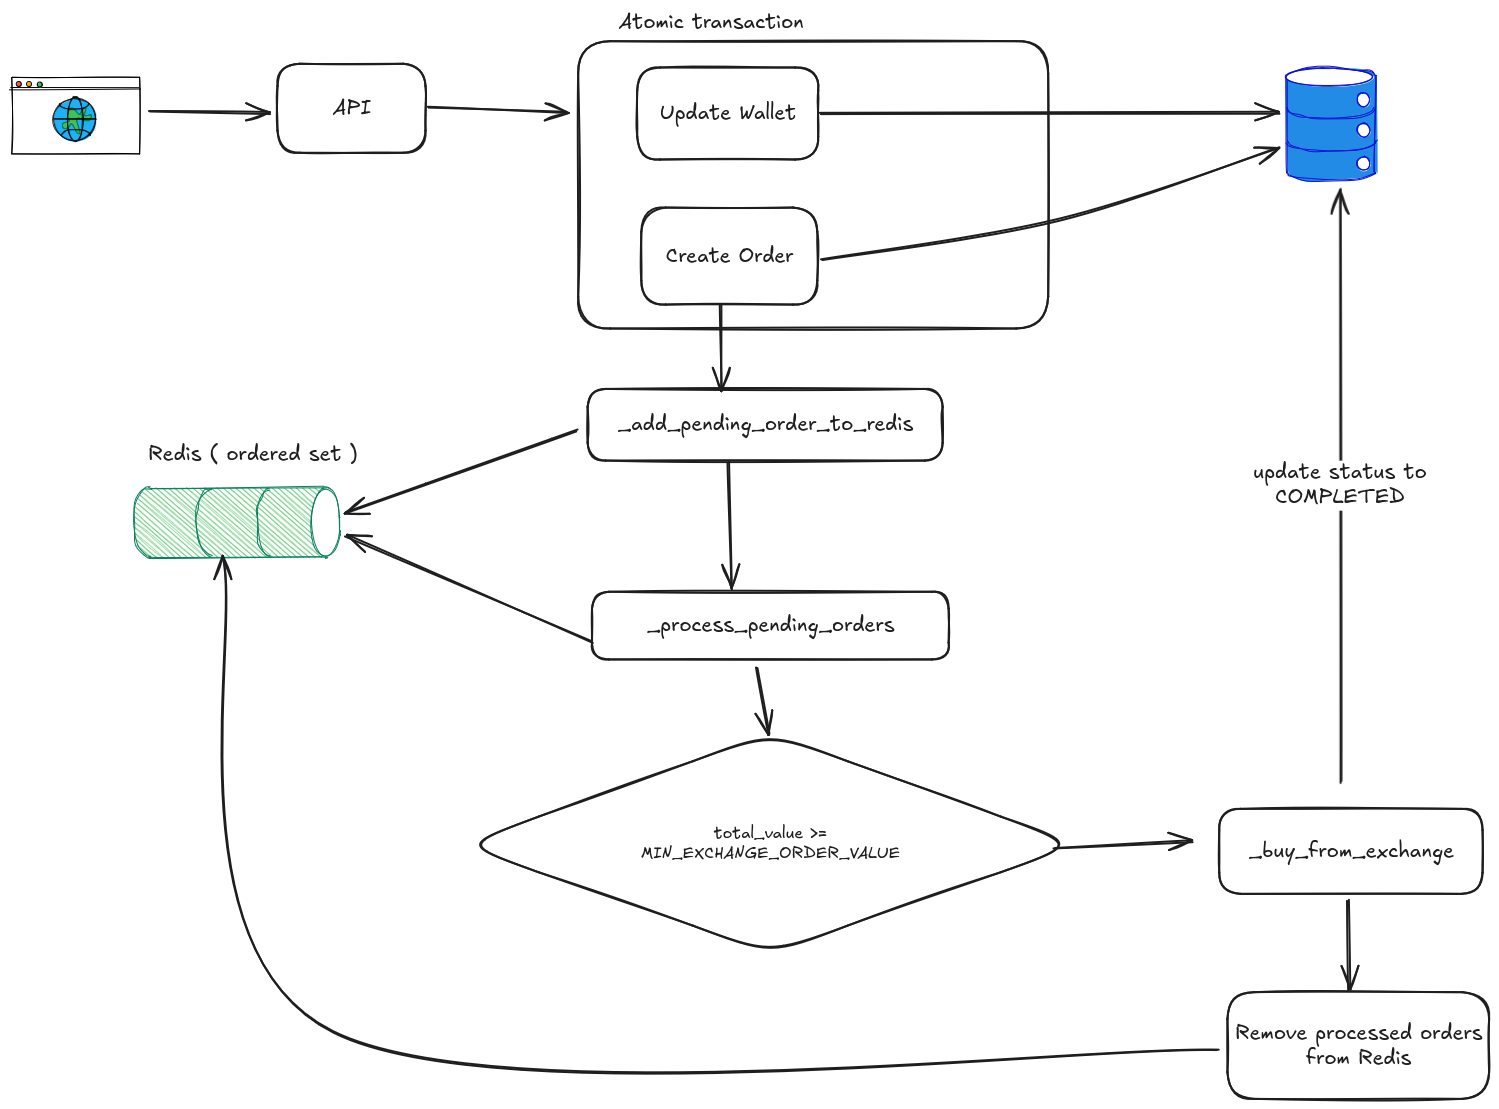 Atomic transaction
API
Update Wallet
Create Order
_add_pending_order_to_redis
Redis ( ordered set )
update status to
COMPLETED
_process_pending_orders
total_value >=
MIN_EXCHANGE_ORDER_VALUE
_buy_from_exchange
Remove processed orders
from Redis